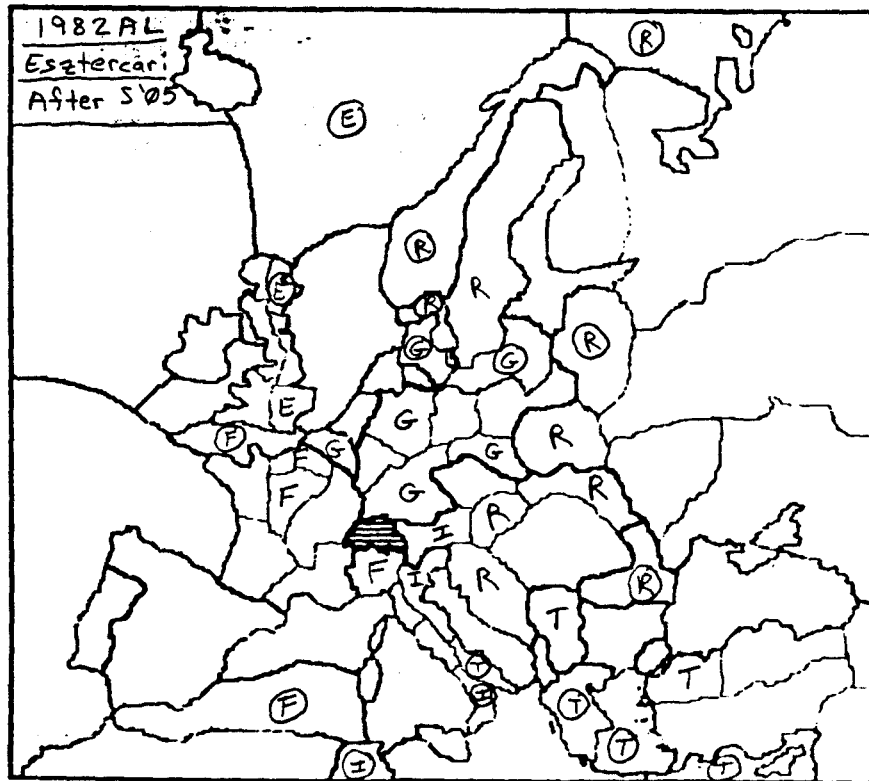 1982AL
Esztercari
After S'05
R
E
R
E R R
R
G G
E G
F F G G R
F G R R
I
F I R R
T
T T
F I T
T
I T